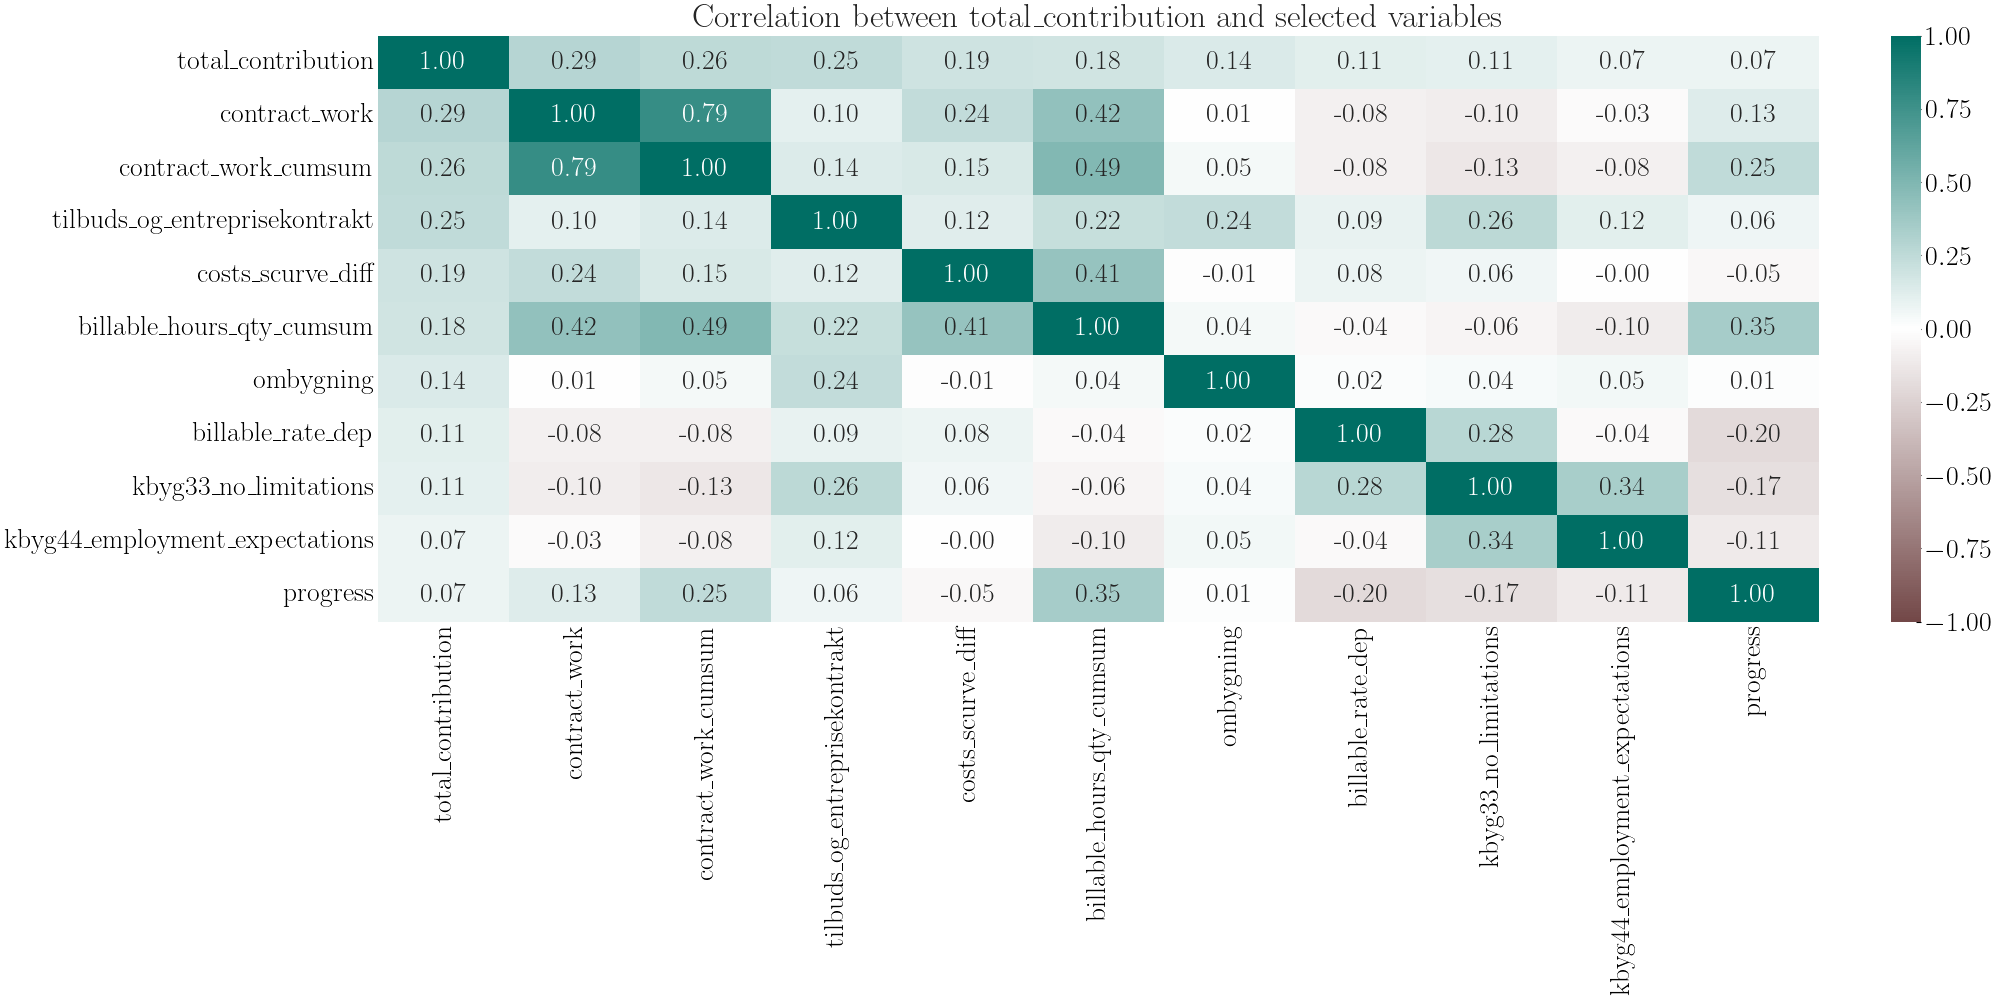 Correlation between total_contribution and selected variables
total_contribution 1.00 0.29 0.26 0.25 0.19 0.18 0.14 0.11 0.11 0.07 0.07
contract_work 0.29 1.00 0.79 0.10 0.24 0.42 0.01 -0.08 -0.10 -0.03 0.13
contract_work_cumsum 0.26 0.79 1.00 0.14 0.15 0.49 0.05 -0.08 -0.13 -0.08 0.25
tilbuds_og_entreprisekontrakt 0.25 0.10 0.14 1.00 0.12 0.22 0.24 0.09 0.26 0.12 0.06
costs_scurve_diff 0.19 0.24 0.15 0.12 1.00 0.41 -0.01 0.08 0.06 -0.00 -0.05
billable_hours_qty_cumsum 0.18 0.42 0.49 0.22 0.41 1.00 0.04 -0.04 -0.06 -0.10 0.35
ombygning 0.14 0.01 0.05 0.24 -0.01 0.04 1.00 0.02 0.04 0.05 0.01
billable_rate_dep 0.11 -0.08 -0.08 0.09 0.08 -0.04 0.02 1.00 0.28 -0.04 -0.20
kbyg33_no_limitations 0.11 -0.10 -0.13 0.26 0.06 -0.06 0.04 0.28 1.00 0.34 -0.17
kbyg44_employment_expectations 0.07 -0.03 -0.08 0.12 -0.00 -0.10 0.05 -0.04 0.34 1.00 -0.11
progress 0.07 0.13 0.25 0.06 -0.05 0.35 0.01 -0.20 -0.17 -0.11 1.00
total_contribution
contract_work
contract_work_cumsum
tilbuds_og_entreprisekontrakt
costs_scurve_diff
billable_hours_qty_cumsum
ombygning
billable_rate_dep
kbyg33_no_limitations
kbyg44_employment_expectations
progress
1.00
0.75
0.50
0.25
0.00
−0.25
−0.50
−0.75
−1.00